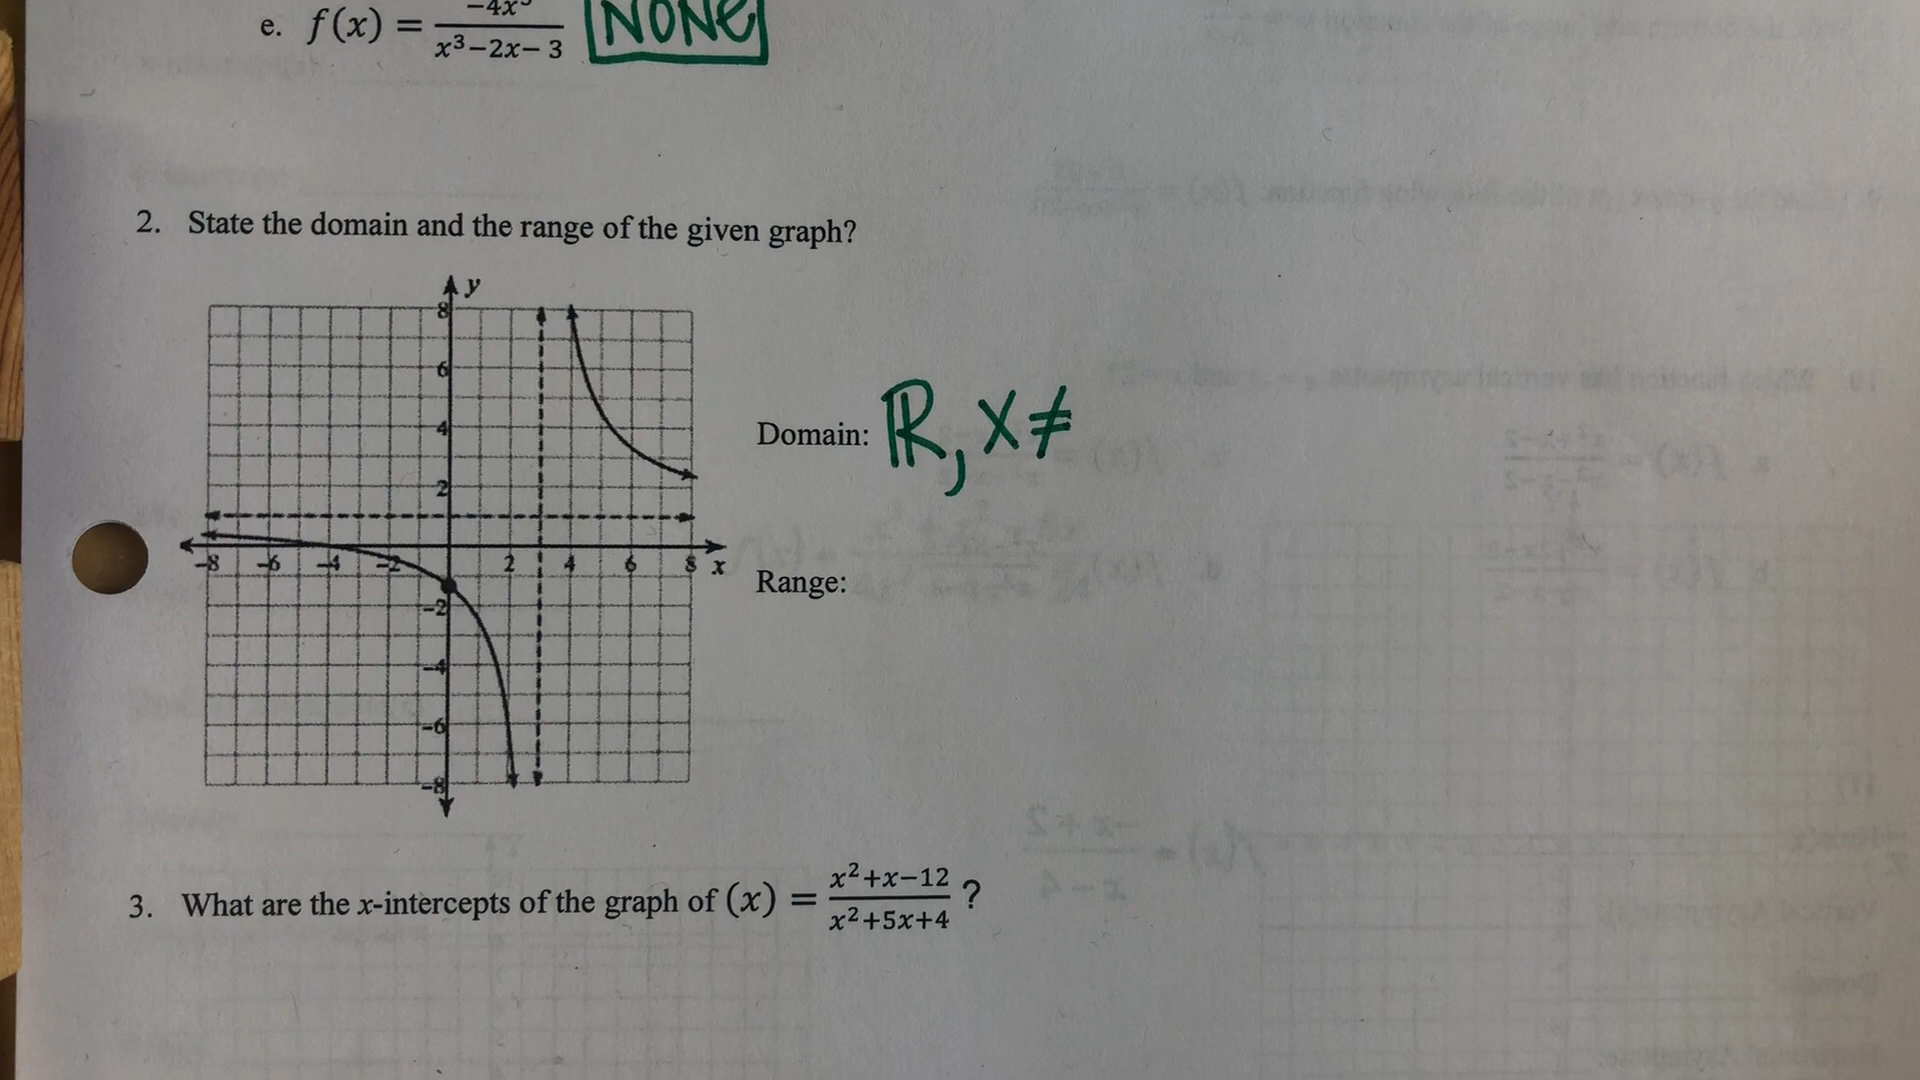 e. f(x) = −4x / x³−2x− 3 NONE
2. State the domain and the range of the given graph?
y
8
6
4
2
−8 −6 −4 −2 2 4 6 8 x
−2
−4
−6
−8
Domain: ℝ, X≠
Range:
3. What are the x-intercepts of the graph of (x) = x²+x−12 / x²+5x+4 ?